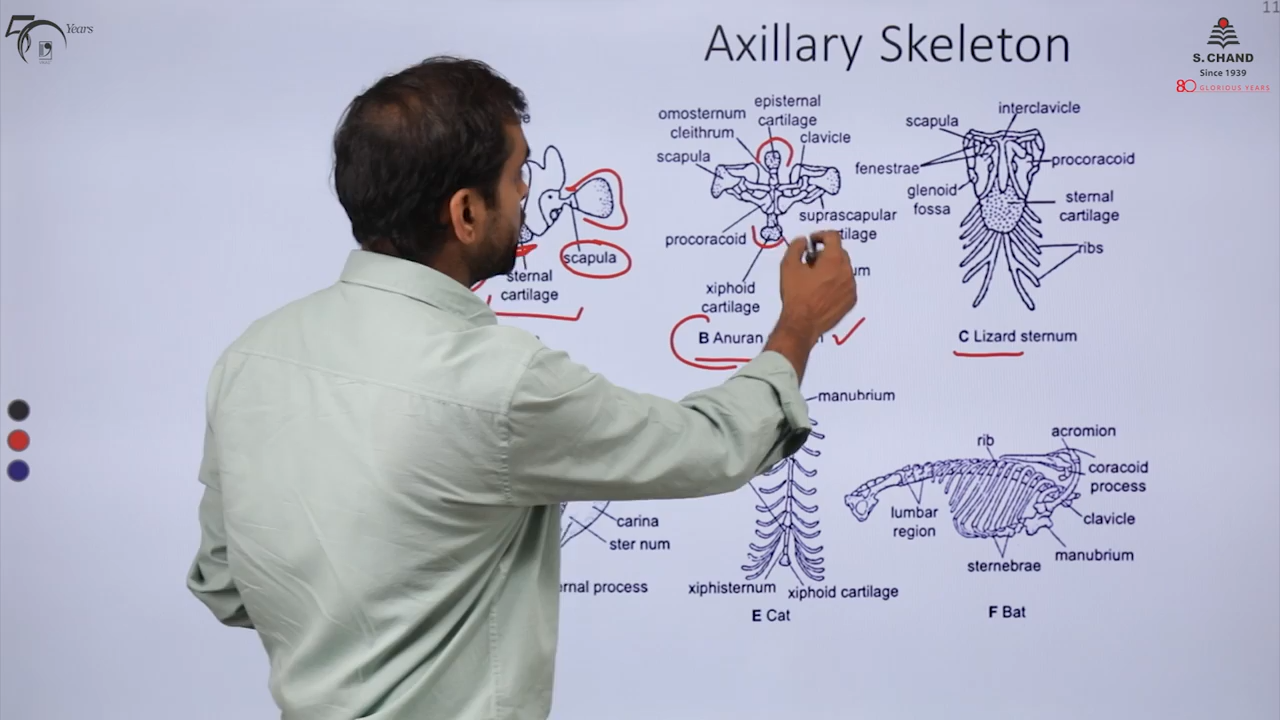 11
50 Years
Axillary Skeleton
S. CHAND
Since 1939
80 GLORIOUS YEARS
scapula
sternal
cartilage
omosternum
cleithrum
scapula
episternal
cartilage
clavicle
suprascapular
procoracoid
xiphoid
cartilage
B Anuran
scapula
interclavicle
fenestrae
procoracoid
glenoid
fossa
sternal
cartilage
ribs
C Lizard sternum
carina
ster num
process
manubrium
xiphisternum
xiphoid cartilage
E Cat
rib
acromion
coracoid
process
lumbar
region
clavicle
manubrium
sternebrae
F Bat